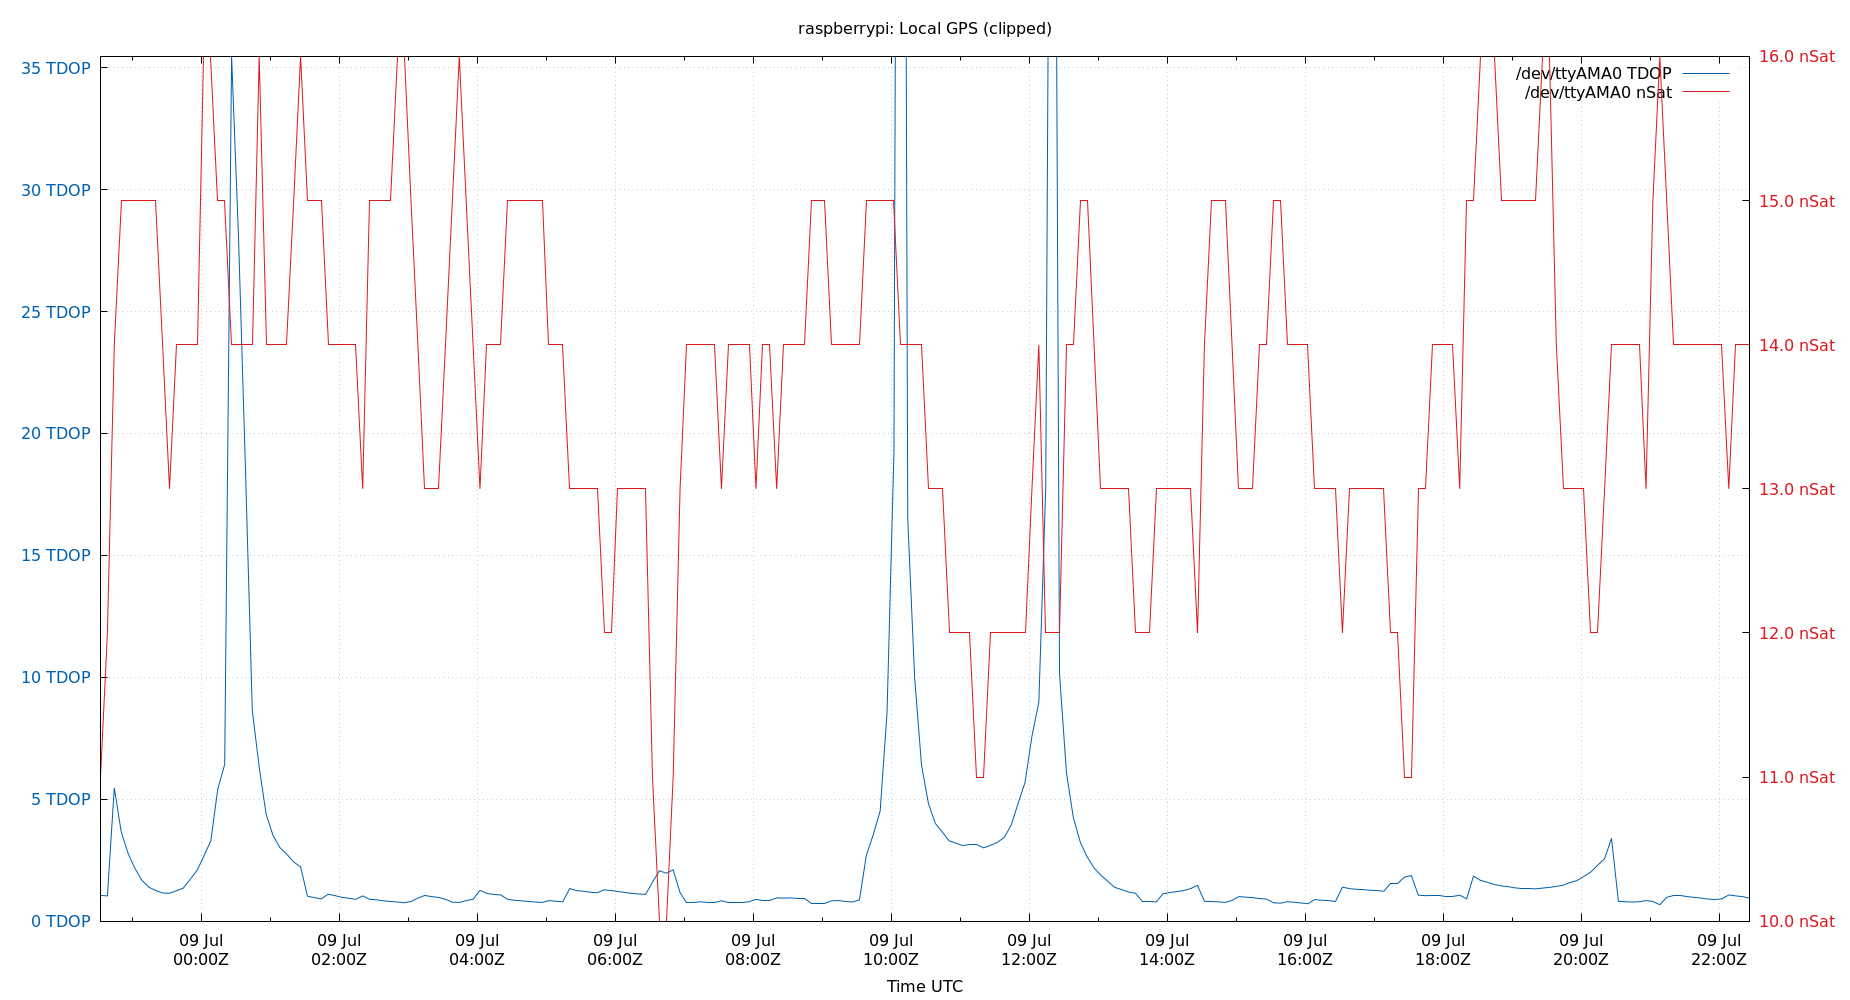 raspberrypi: Local GPS (clipped)
35 TDOP
30 TDOP
25 TDOP
20 TDOP
15 TDOP
10 TDOP
5 TDOP
0 TDOP
16.0 nSat
15.0 nSat
14.0 nSat
13.0 nSat
12.0 nSat
11.0 nSat
10.0 nSat
/dev/ttyAMA0 TDOP
/dev/ttyAMA0 nSat
09 Jul 09 Jul 09 Jul 09 Jul 09 Jul 09 Jul 09 Jul 09 Jul 09 Jul 09 Jul 09 Jul 09 Jul
00:00Z 02:00Z 04:00Z 06:00Z 08:00Z 10:00Z 12:00Z 14:00Z 16:00Z 18:00Z 20:00Z 22:00Z
Time UTC